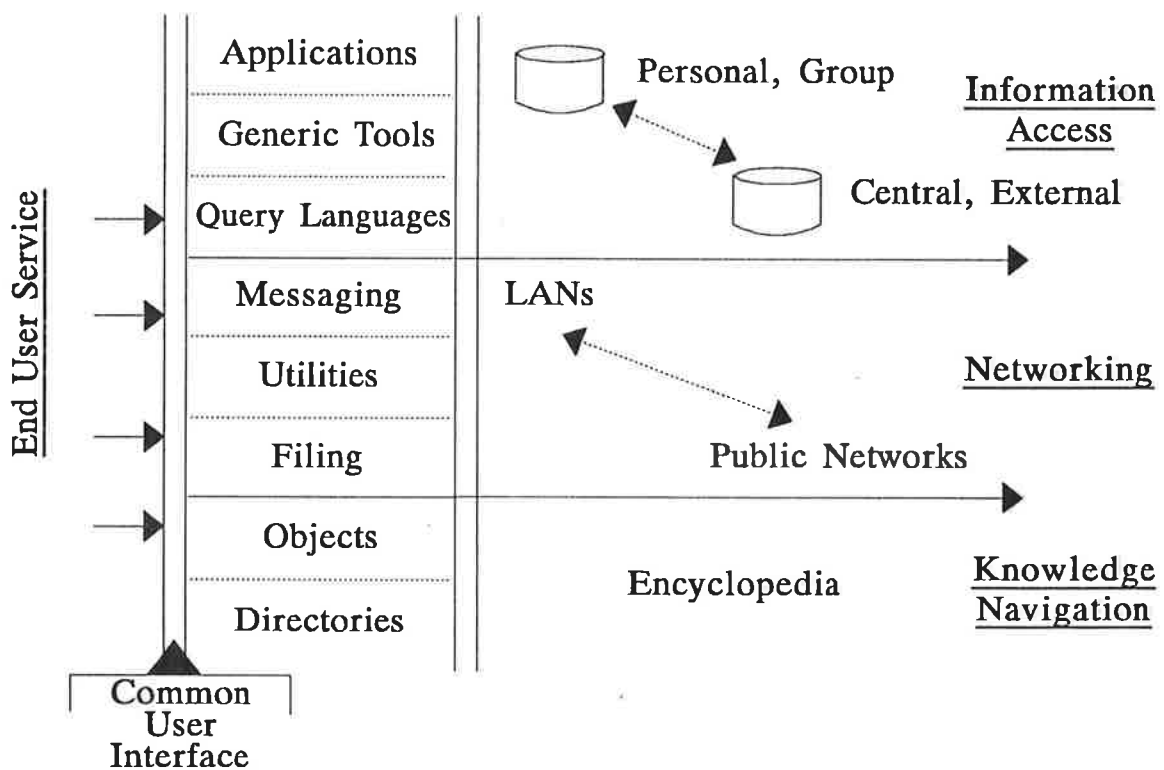 End User Service
Applications
Generic Tools
Query Languages
Messaging
Utilities
Filing
Objects
Directories
Common
User
Interface
Personal, Group
Central, External
Information
Access
LANs
Public Networks
Networking
Encyclopedia
Knowledge
Navigation